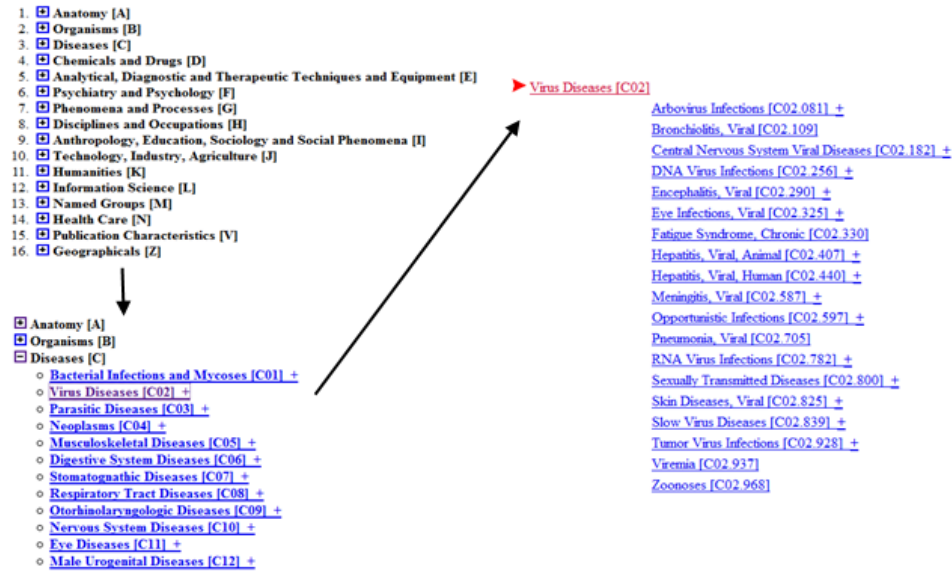 1. Anatomy [A]
2. Organisms [B]
3. Diseases [C]
4. Chemicals and Drugs [D]
5. Analytical, Diagnostic and Therapeutic Techniques and Equipment [E]
6. Psychiatry and Psychology [F]
7. Phenomena and Processes [G]
8. Disciplines and Occupations [H]
9. Anthropology, Education, Sociology and Social Phenomena [I]
10. Technology, Industry, Agriculture [J]
11. Humanities [K]
12. Information Science [L]
13. Named Groups [M]
14. Health Care [N]
15. Publication Characteristics [V]
16. Geographicals [Z]
Anatomy [A]
Organisms [B]
Diseases [C]
Bacterial Infections and Mycoses [C01] +
Virus Diseases [C02] +
Parasitic Diseases [C03] +
Neoplasms [C04] +
Musculoskeletal Diseases [C05] +
Digestive System Diseases [C06] +
Stomatognathic Diseases [C07] +
Respiratory Tract Diseases [C08] +
Otorhinolaryngologic Diseases [C09] +
Nervous System Diseases [C10] +
Eye Diseases [C11] +
Male Urogenital Diseases [C12] +
Virus Diseases [C02]
Arbovirus Infections [C02.081] +
Bronchiolitis, Viral [C02.109]
Central Nervous System Viral Diseases [C02.182] +
DNA Virus Infections [C02.256] +
Encephalitis, Viral [C02.290] +
Eye Infections, Viral [C02.325] +
Fatigue Syndrome, Chronic [C02.330]
Hepatitis, Viral, Animal [C02.407] +
Hepatitis, Viral, Human [C02.440] +
Meningitis, Viral [C02.587] +
Opportunistic Infections [C02.597] +
Pneumonia, Viral [C02.705]
RNA Virus Infections [C02.782] +
Sexually Transmitted Diseases [C02.800] +
Skin Diseases, Viral [C02.825] +
Slow Virus Diseases [C02.839] +
Tumor Virus Infections [C02.928] +
Viremia [C02.937]
Zoonoses [C02.968]